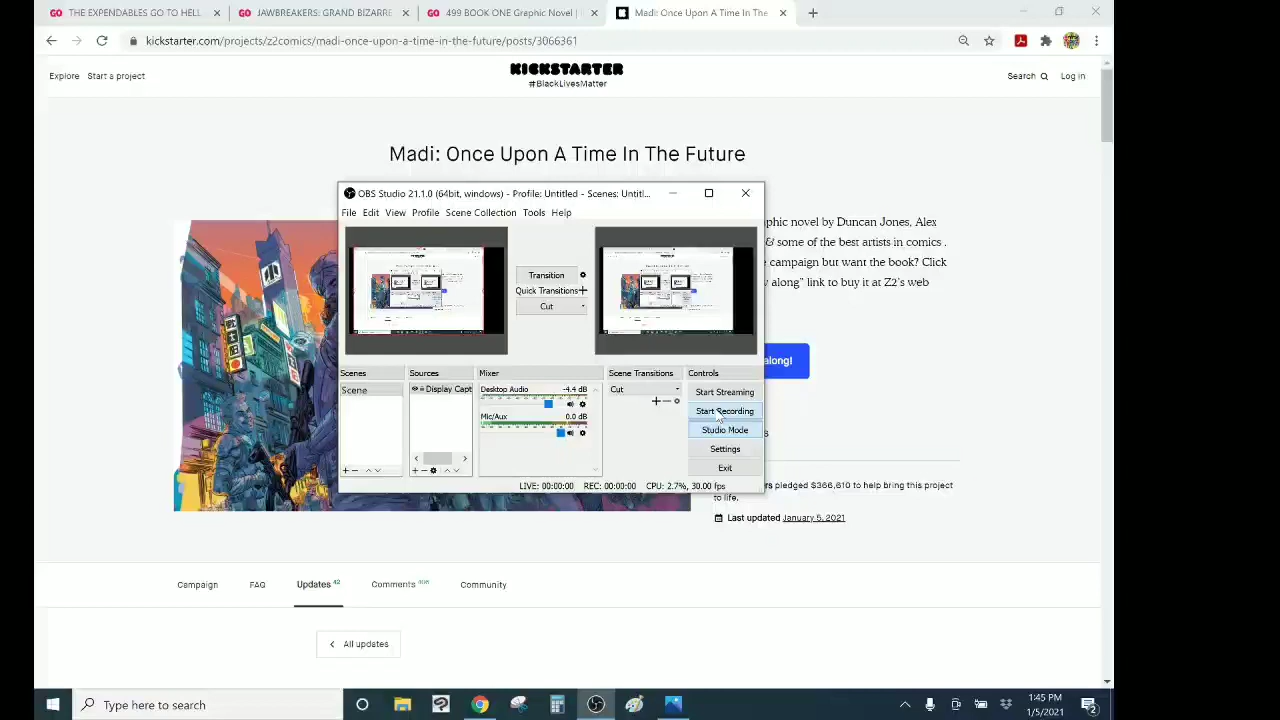 THE EXPENDABLES GO TO HELL
JAWBREAKERS: GRAND BIZARRE
499 BOOK ONE Graphic Novel |
Madi: Once Upon A Time In The
kickstarter.com/projects/z2comics/madi-once-upon-a-time-in-the-future/posts/3066361
Explore
Start a project
KICKSTARTER
#BlackLivesMatter
Search
Log in
Madi: Once Upon A Time In The Future
OBS Studio 21.1.0 (64bit, windows) - Profile: Untitled - Scenes: Untitl...
File Edit View Profile Scene Collection Tools Help
phic novel by Duncan Jones, Alex
& some of the best artists in comics .
e campaign but want the book? Click
y along" link to buy it at Z2's web
Transition
Quick Transitions
Cut
along!
Scenes
Sources
Mixer
Scene Transitions
Controls
Scene
Display Capt
Desktop Audio
-4.4 dB
Mic/Aux
0.0 dB
Cut
Start Streaming
Start Recording
Studio Mode
Settings
Exit
LIVE: 00:00:00
REC: 00:00:00
CPU: 2.7%, 30.00 fps
rs pledged $366,610 to help bring this project
to life.
Last updated January 5, 2021
Campaign
FAQ
Updates 42
Comments
Community
All updates
Type here to search
1:45 PM
1/5/2021
2